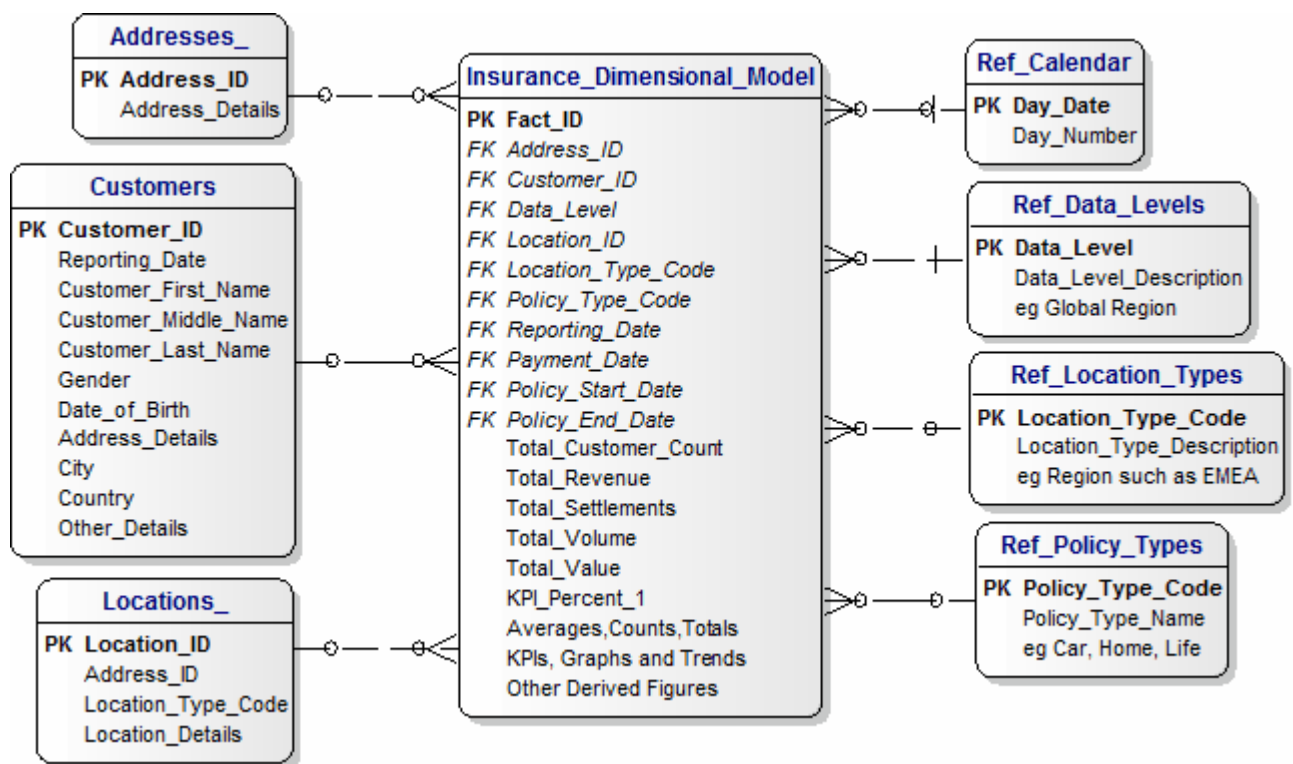 Addresses_
PK Address_ID
Address_Details
Customers
PK Customer_ID
Reporting_Date
Customer_First_Name
Customer_Middle_Name
Customer_Last_Name
Gender
Date_of_Birth
Address_Details
City
Country
Other_Details
Locations_
PK Location_ID
Address_ID
Location_Type_Code
Location_Details
Insurance_Dimensional_Model
PK Fact_ID
FK Address_ID
FK Customer_ID
FK Data_Level
FK Location_ID
FK Location_Type_Code
FK Policy_Type_Code
FK Reporting_Date
FK Payment_Date
FK Policy_Start_Date
FK Policy_End_Date
Total_Customer_Count
Total_Revenue
Total_Settlements
Total_Volume
Total_Value
KPI_Percent_1
Averages,Counts,Totals
KPIs, Graphs and Trends
Other Derived Figures
Ref_Calendar
PK Day_Date
Day_Number
Ref_Data_Levels
PK Data_Level
Data_Level_Description
eg Global Region
Ref_Location_Types
PK Location_Type_Code
Location_Type_Description
eg Region such as EMEA
Ref_Policy_Types
PK Policy_Type_Code
Policy_Type_Name
eg Car, Home, Life